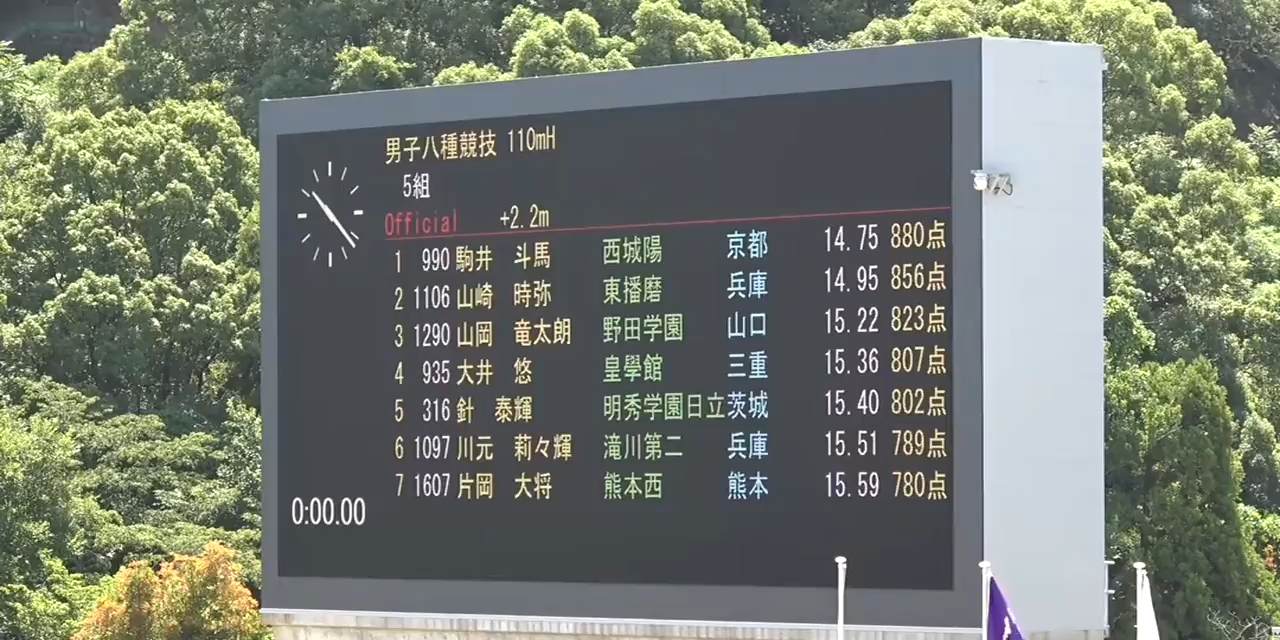 男子八種競技 110mH
5組
Official +2.2m
1 990 駒井 斗馬 西城陽 京都 14.75 880点
2 1106 山崎 時弥 東播磨 兵庫 14.95 856点
3 1290 山岡 竜太朗 野田学園 山口 15.22 823点
4 935 大井 悠 皇學館 三重 15.36 807点
5 316 針 泰輝 明秀学園日立 茨城 15.40 802点
6 1097 川元 莉々輝 滝川第二 兵庫 15.51 789点
7 1607 片岡 大将 熊本西 熊本 15.59 780点
0:00.00